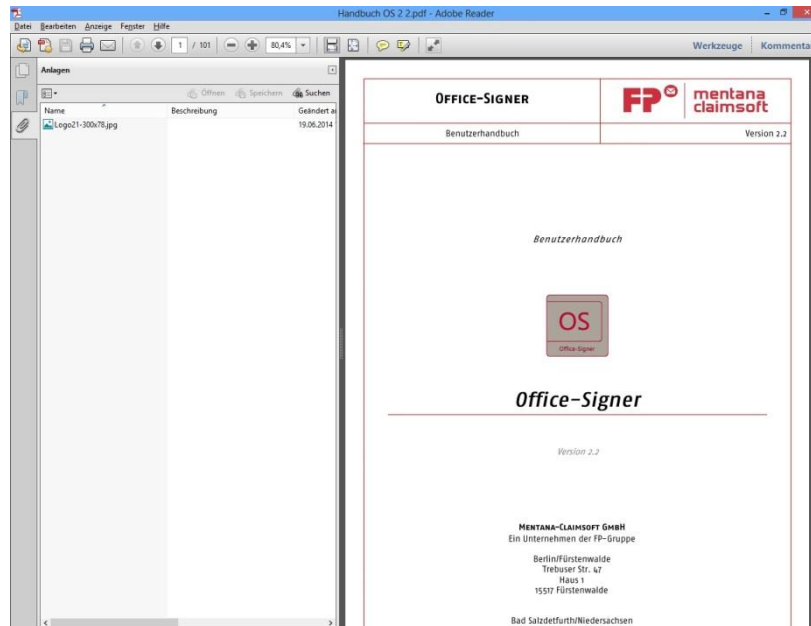 Handbuch OS 2 2.pdf - Adobe Reader
Datei Bearbeiten Anzeige Fenster Hilfe
1 / 101 80,4% Werkzeuge Kommenta
Anlagen
Öffnen Speichern Suchen
Name Beschreibung Geändert a
Logo21-300x78.jpg 19.06.2014
OFFICE-SIGNER FP mentana
claimsoft
Benutzerhandbuch Version 2.2
Benutzerhandbuch
OS
Office-Signer
Office-Signer
Version 2.2
MENTANA-CLAIMSOFT GMBH
Ein Unternehmen der FP-Gruppe
Berlin/Fürstenwalde
Trebuser Str. 47
Haus 1
15517 Fürstenwalde
Bad Salzdetfurth/Niedersachsen